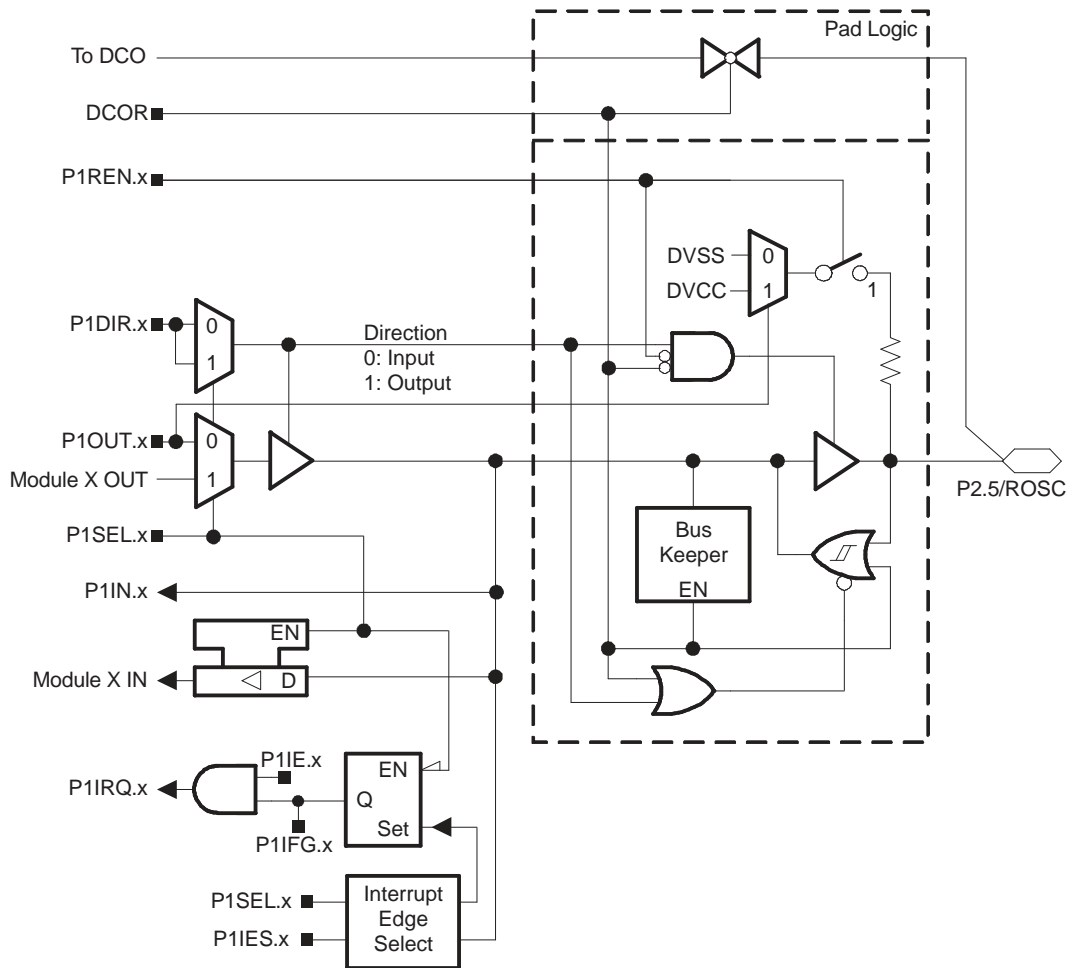 Pad Logic
To DCO
DCOR
P1REN.x
DVSS
0
DVCC
1
1
P1DIR.x
0
1
Direction
0: Input
1: Output
P1OUT.x
0
Module X OUT
1
P2.5/ROSC
P1SEL.x
Bus
Keeper
EN
P1IN.x
EN
Module X IN
D
P1IE.x
EN
P1IRQ.x
Q
Set
P1IFG.x
P1SEL.x
P1IES.x
Interrupt
Edge
Select